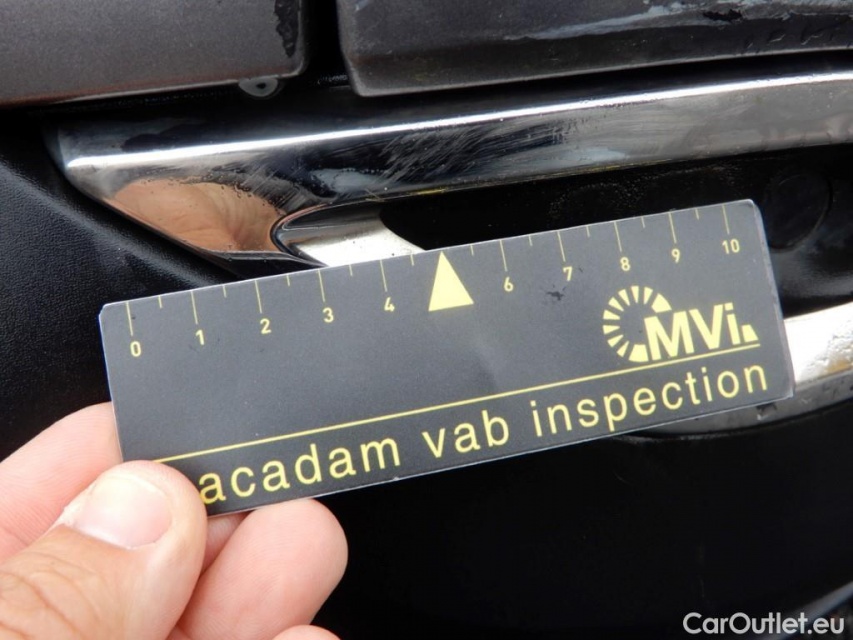 0 1 2 3 4 6 7 8 9 10
MVi
acadam vab inspection
CarOutlet.eu